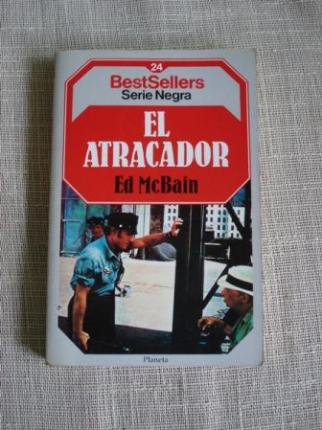 24
BestSellers
Serie Negra
EL
ATRACADOR
Ed McBain
Planeta